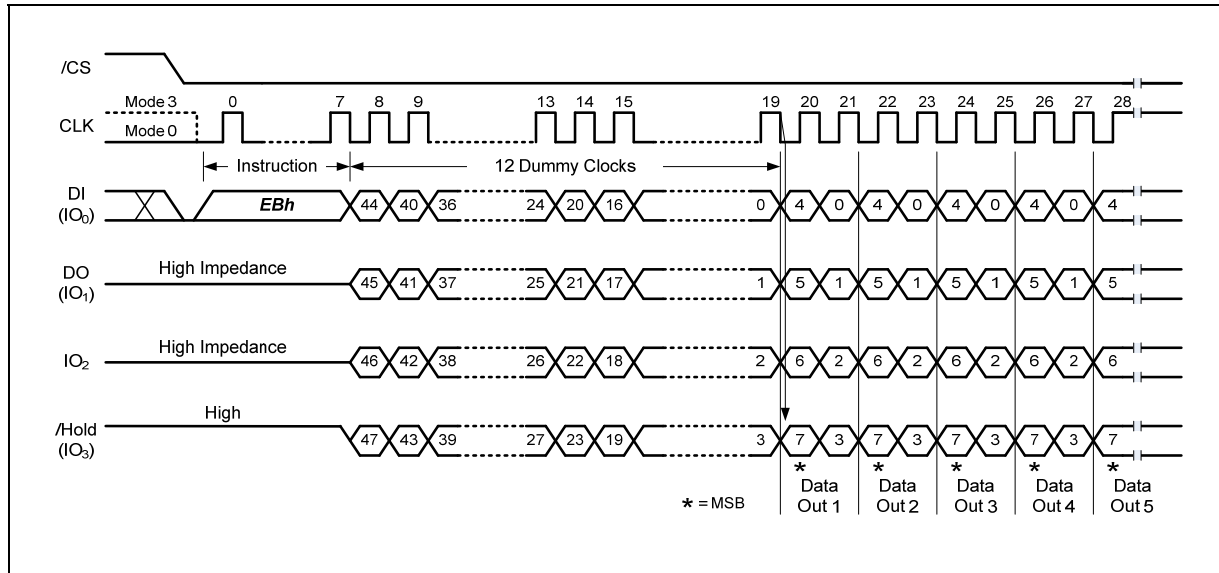 /CS
Mode 3
0 7 8 9 13 14 15 19 20 21 22 23 24 25 26 27 28
CLK
Mode 0
Instruction 12 Dummy Clocks
DI
(IO0)
EBh 44 40 36 24 20 16 0 4 0 4 0 4 0 4 0 4
DO
(IO1)
High Impedance 45 41 37 25 21 17 1 5 1 5 1 5 1 5 1 5
IO2
High Impedance 46 42 38 26 22 18 2 6 2 6 2 6 2 6 2 6
/Hold
(IO3)
High 47 43 39 27 23 19 3 7 3 7 3 7 3 7 3 7
* * * * *
* = MSB
Data
Out 1
Data
Out 2
Data
Out 3
Data
Out 4
Data
Out 5